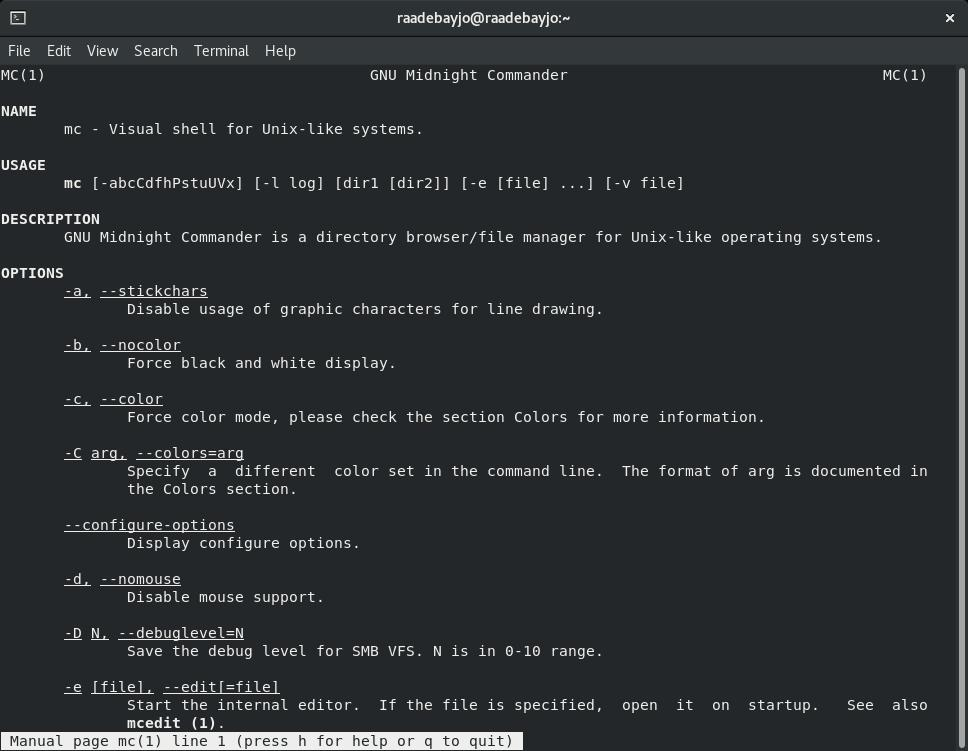 raadebayjo@raadebayjo:~
File Edit View Search Terminal Help
MC(1) GNU Midnight Commander MC(1)
NAME
mc - Visual shell for Unix-like systems.
USAGE
mc [-abcCdfhPstuUVx] [-l log] [dir1 [dir2]] [-e [file] ...] [-v file]
DESCRIPTION
GNU Midnight Commander is a directory browser/file manager for Unix-like operating systems.
OPTIONS
-a, --stickchars
Disable usage of graphic characters for line drawing.
-b, --nocolor
Force black and white display.
-c, --color
Force color mode, please check the section Colors for more information.
-C arg, --colors=arg
Specify a different color set in the command line. The format of arg is documented in
the Colors section.
--configure-options
Display configure options.
-d, --nomouse
Disable mouse support.
-D N, --debuglevel=N
Save the debug level for SMB VFS. N is in 0-10 range.
-e [file], --edit[=file]
Start the internal editor. If the file is specified, open it on startup. See also
mcedit (1).
Manual page mc(1) line 1 (press h for help or q to quit)